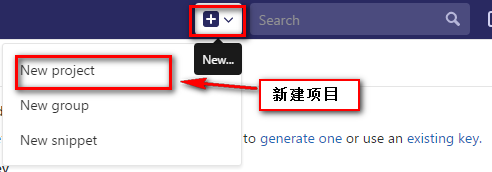 Search
New...
New project
New group
New snippet
新建项目
to generate one or use an existing key.